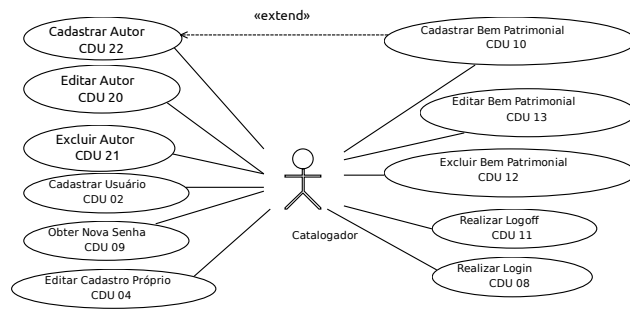 «extend»
Cadastrar Autor
CDU 22
Cadastrar Bem Patrimonial
CDU 10
Editar Autor
CDU 20
Editar Bem Patrimonial
CDU 13
Excluir Autor
CDU 21
Excluir Bem Patrimonial
CDU 12
Cadastrar Usuário
CDU 02
Obter Nova Senha
CDU 09
Catalogador
Realizar Logoff
CDU 11
Editar Cadastro Próprio
CDU 04
Realizar Login
CDU 08